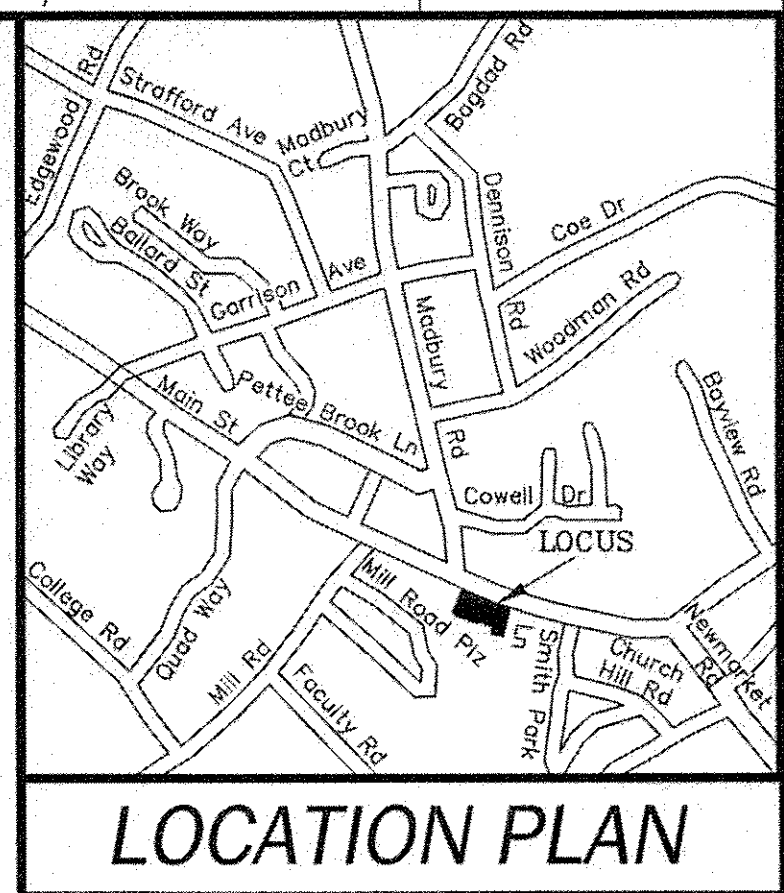 Edgewood Rd
Strafford Ave
Madbury Ct
Bagdad Rd
Brook Way
Ballard St
Garrison Ave
Dennison Rd
Coe Dr
Woodman Rd
Madbury Rd
Main St
Pettee Brook Ln
Library Way
Bayview Rd
Cowell Dr
LOCUS
College Rd
Quad Way
Mill Rd
Mill Road Plz
Faculty Rd
Smith Park Ln
Church Hill Rd
Newmarket Rd
LOCATION PLAN